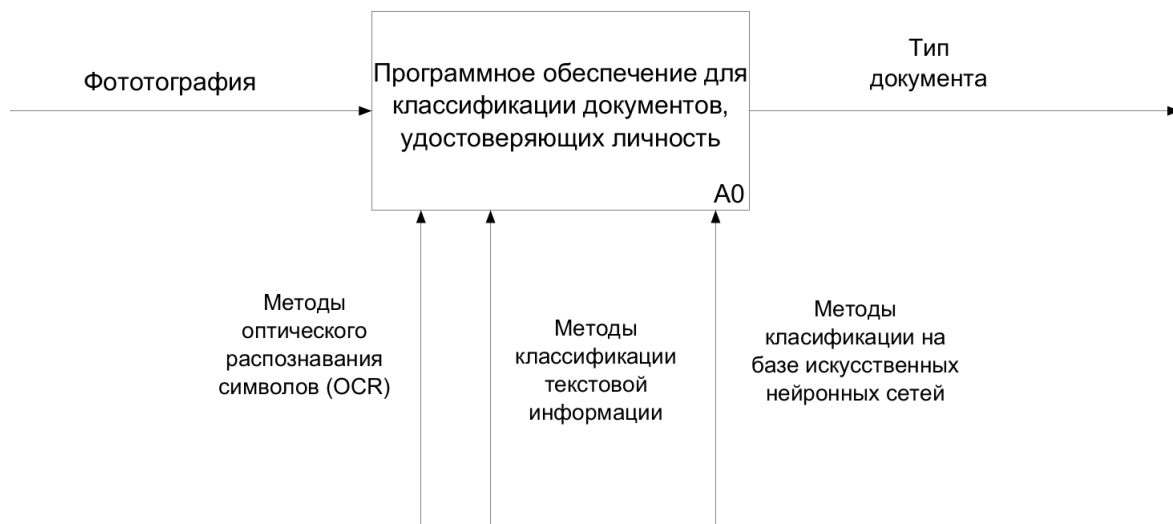 Фототография
Программное обеспечение для
классификации документов,
удостоверяющих личность
A0
Тип
документа
Методы
оптического
распознавания
символов (OCR)
Методы
классификации
текстовой
информации
Методы
класификации на
базе искусственных
нейронных сетей